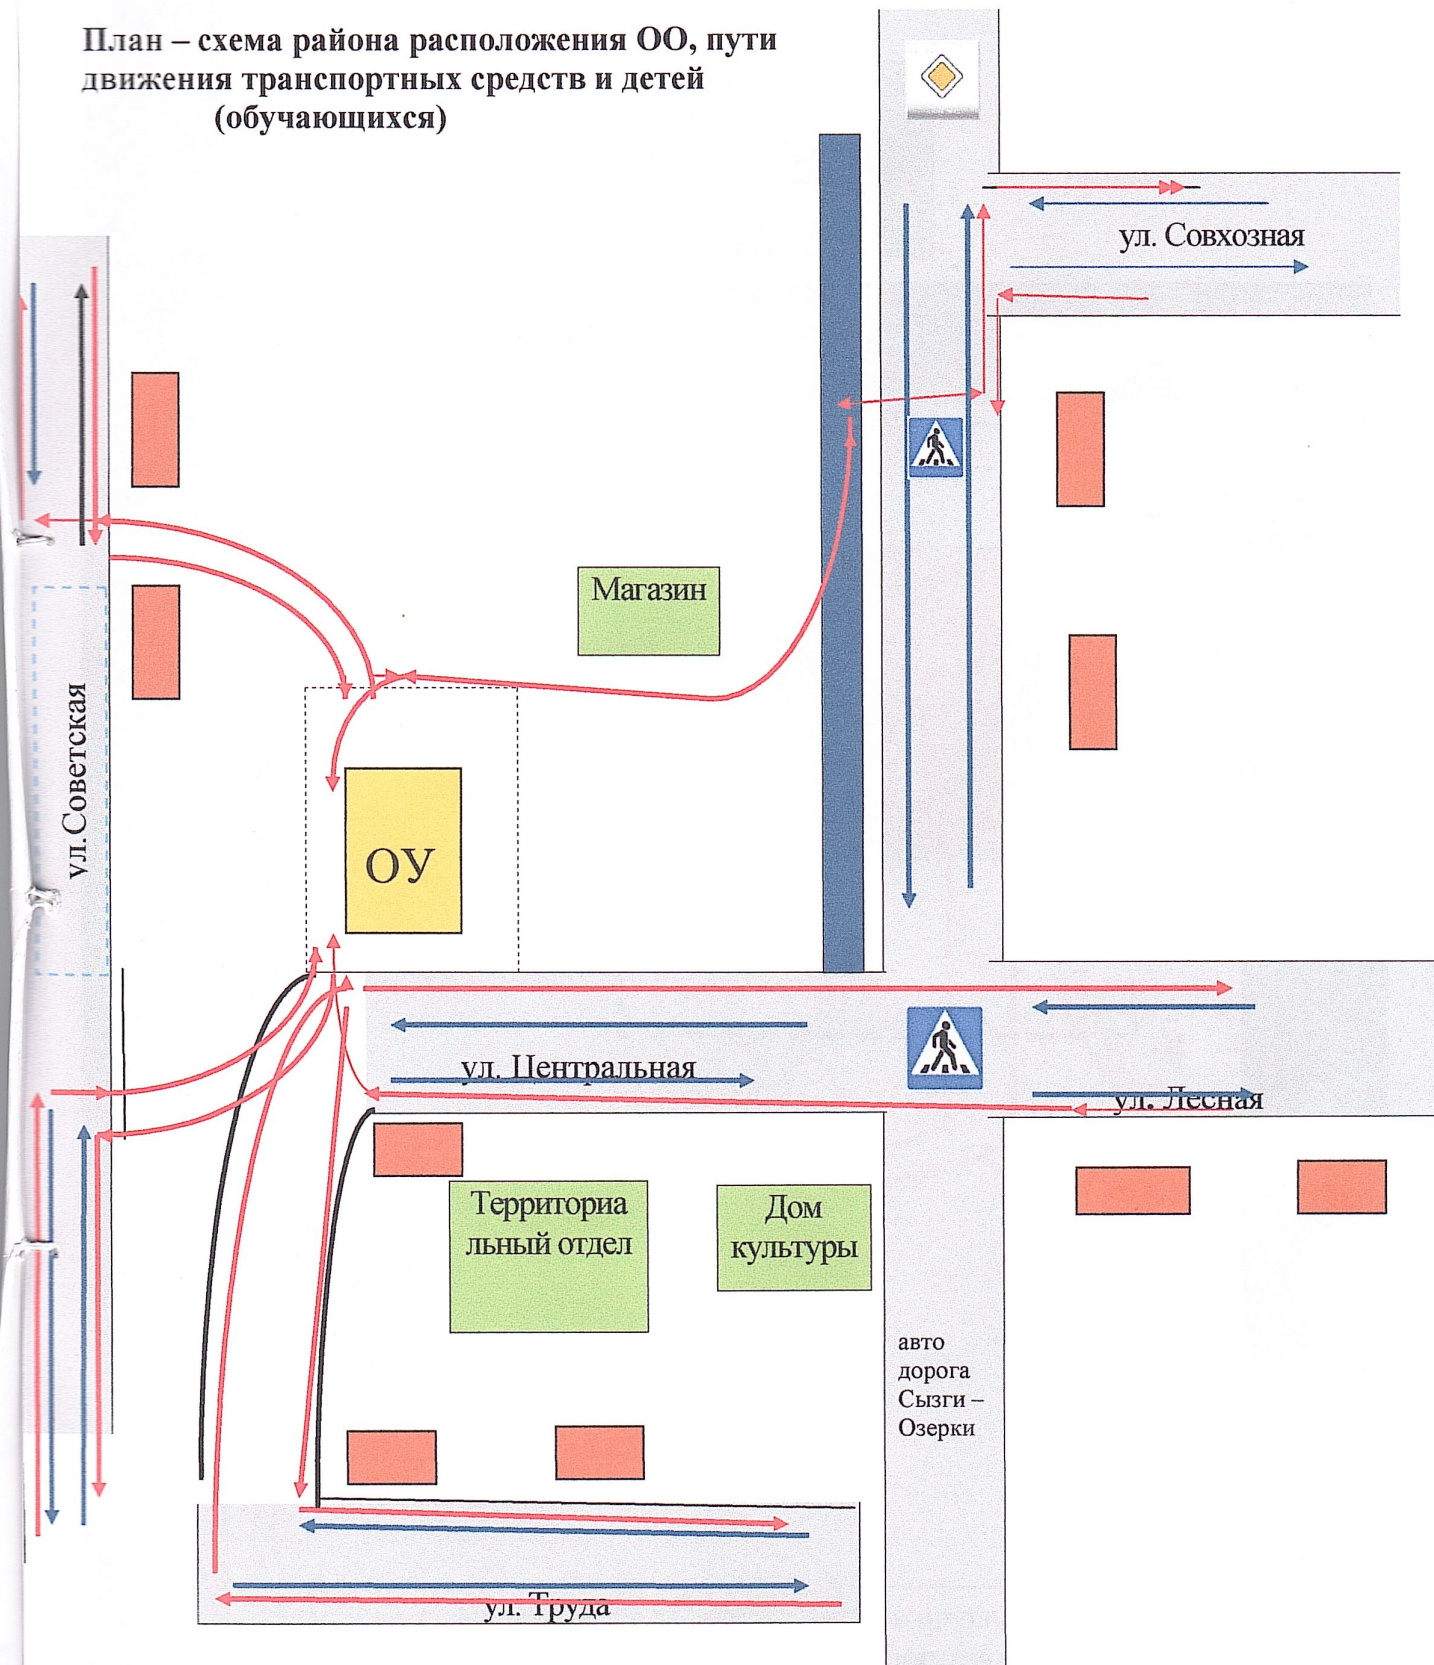 План – схема района расположения ОО, пути
движения транспортных средств и детей
(обучающихся)
ул. Совхозная
Магазин
ул.Советская
ОУ
ул. Центральная
ул. Лесная
Территориа
льный отдел
Дом
культуры
авто
дорога
Сызги –
Озерки
ул. Труда